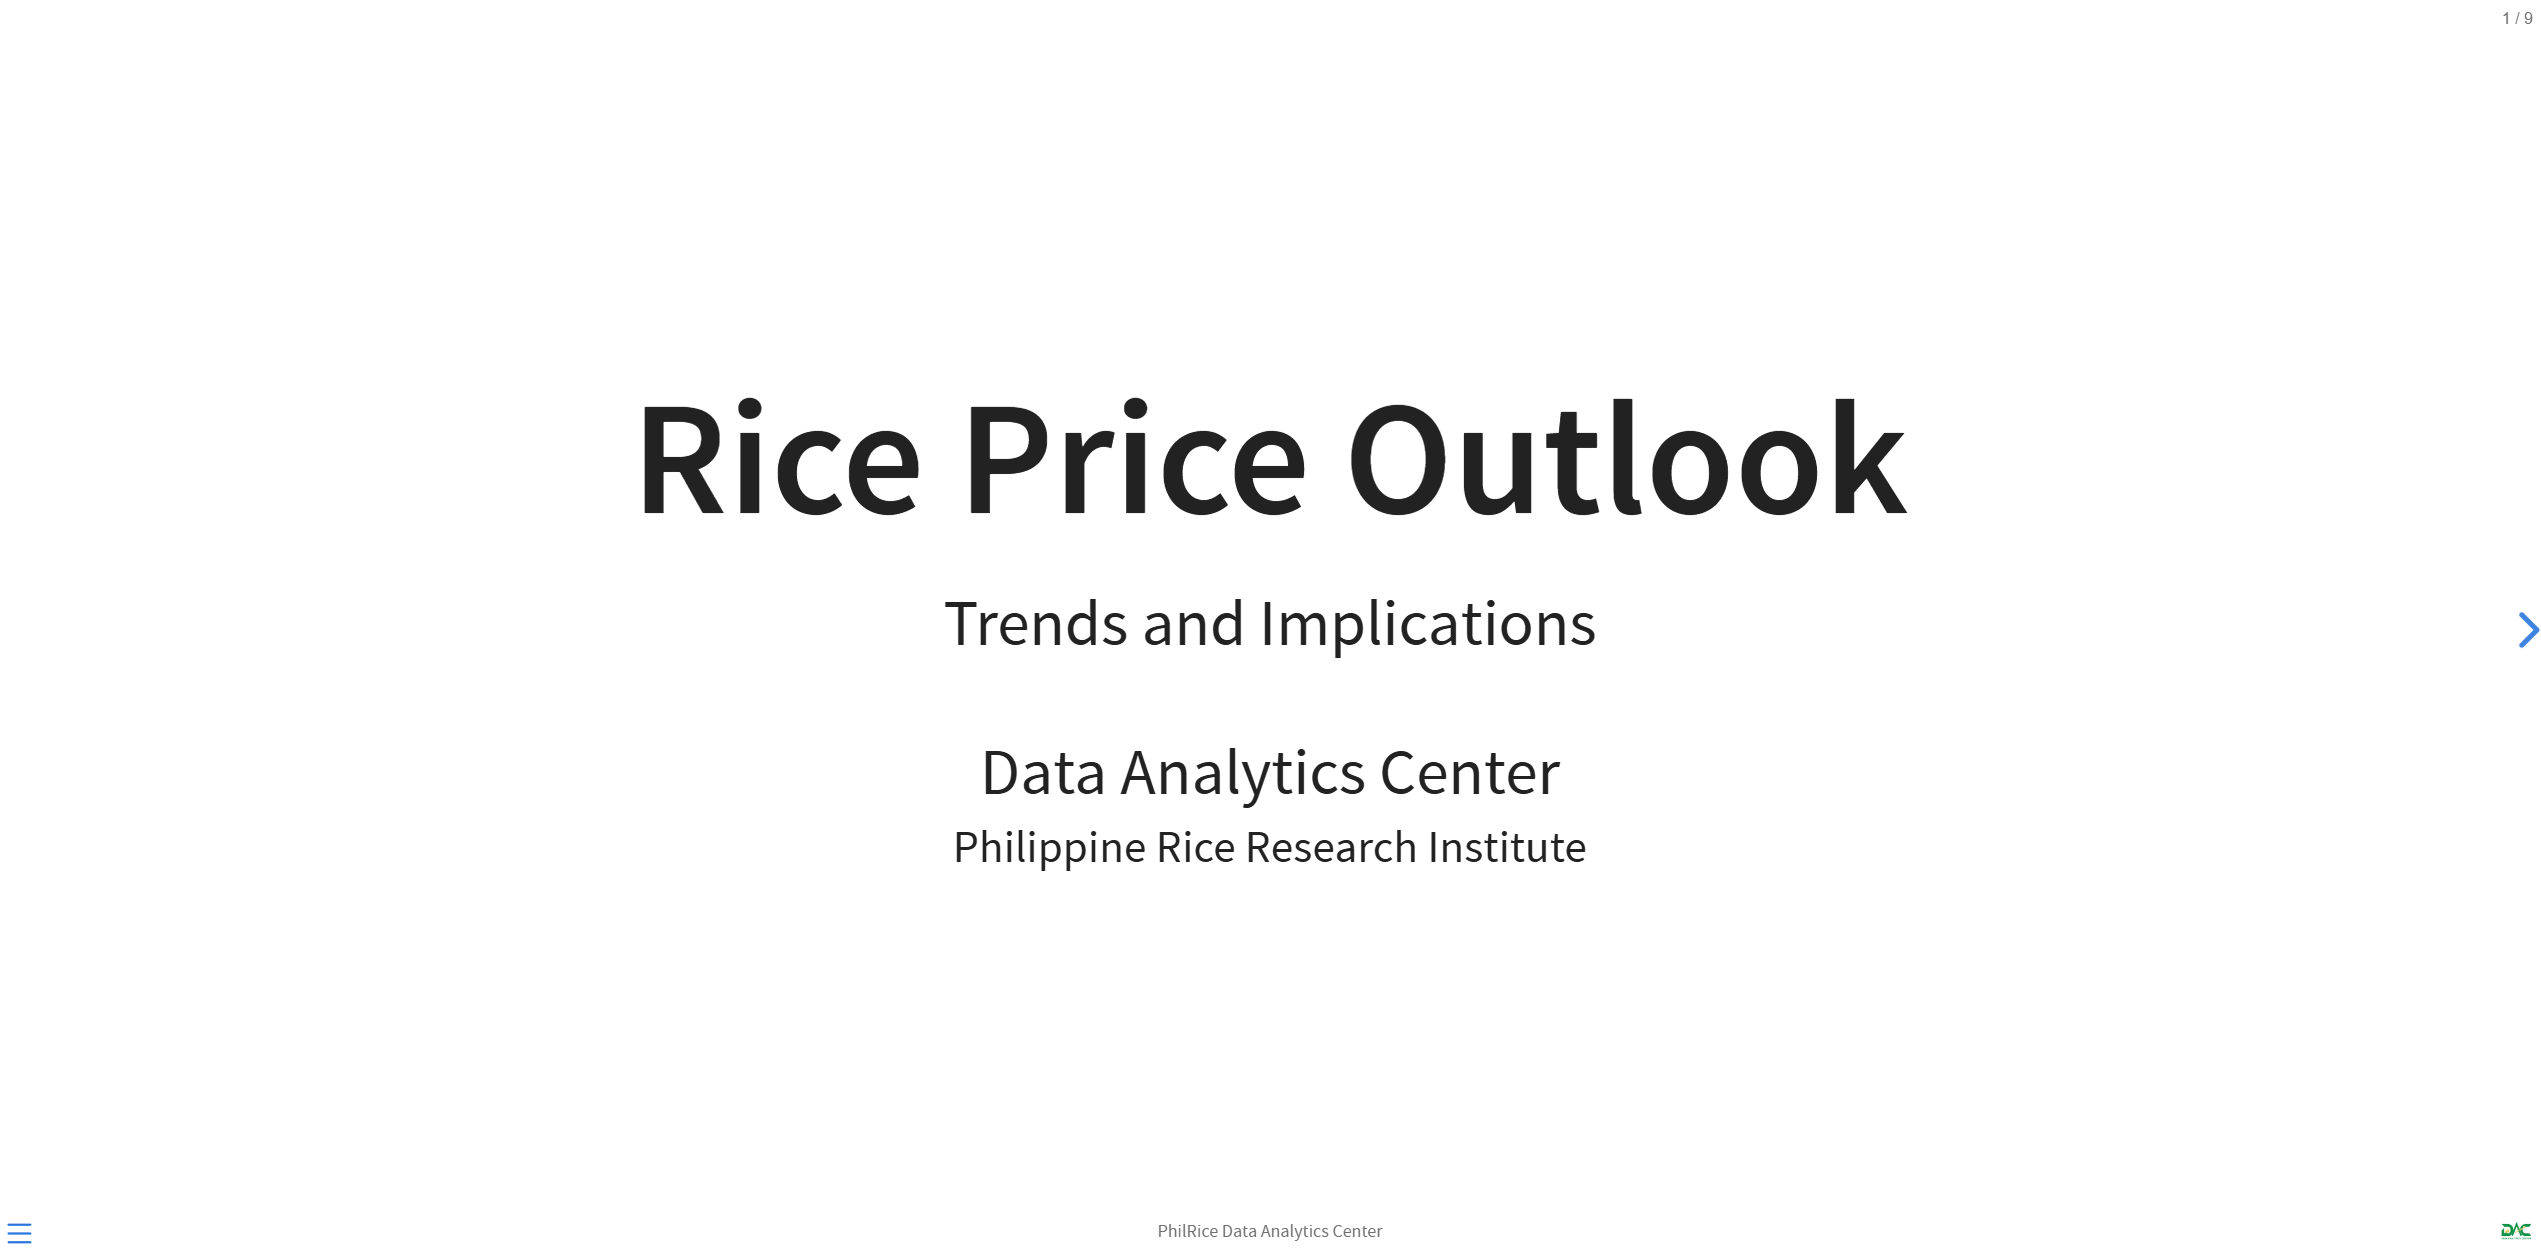 1 / 9
Rice Price Outlook
Trends and Implications
Data Analytics Center
Philippine Rice Research Institute
PhilRice Data Analytics Center
DAC